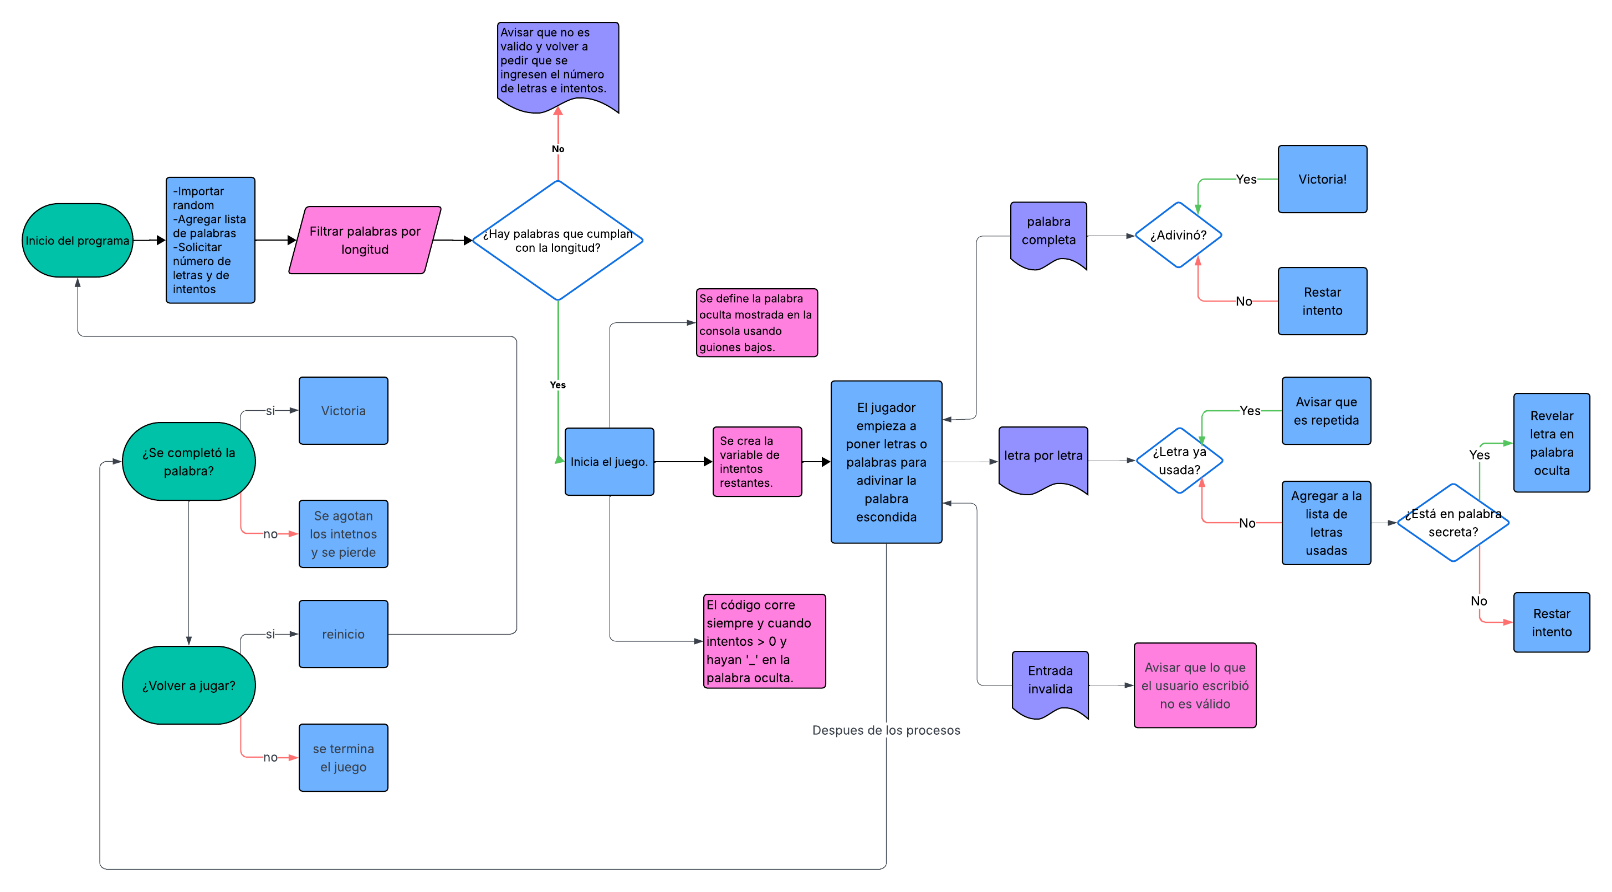 Avisar que no es
valido y volver a
pedir que se
ingresen el número
de letras e intentos.
No
Inicio del programa
-Importar
random
-Agregar lista
de palabras
-Solicitar
número de
letras y de
intentos
Filtrar palabras por
longitud
¿Hay palabras que cumplan
con la longitud?
Yes
Se define la palabra
oculta mostrada en la
consola usando
guiones bajos.
Inicia el juego.
Se crea la
variable de
intentos
restantes.
El código corre
siempre y cuando
intentos > 0 y
hayan '_' en la
palabra oculta.
El jugador
empieza a
poner letras o
palabras para
adivinar la
palabra
escondida
palabra
completa
¿Adivinó?
Yes
Victoria!
No
Restar
intento
letra por letra
¿Letra ya
usada?
Yes
Avisar que
es repetida
No
Agregar a la
lista de
letras
usadas
¿Está en palabra
secreta?
Yes
Revelar
letra en
palabra
oculta
No
Restar
intento
Entrada
invalida
Avisar que lo que
el usuario escribió
no es válido
Despues de los procesos
¿Se completó la
palabra?
si
Victoria
no
Se agotan
los intetnos
y se pierde
¿Volver a jugar?
si
reinicio
no
se termina
el juego